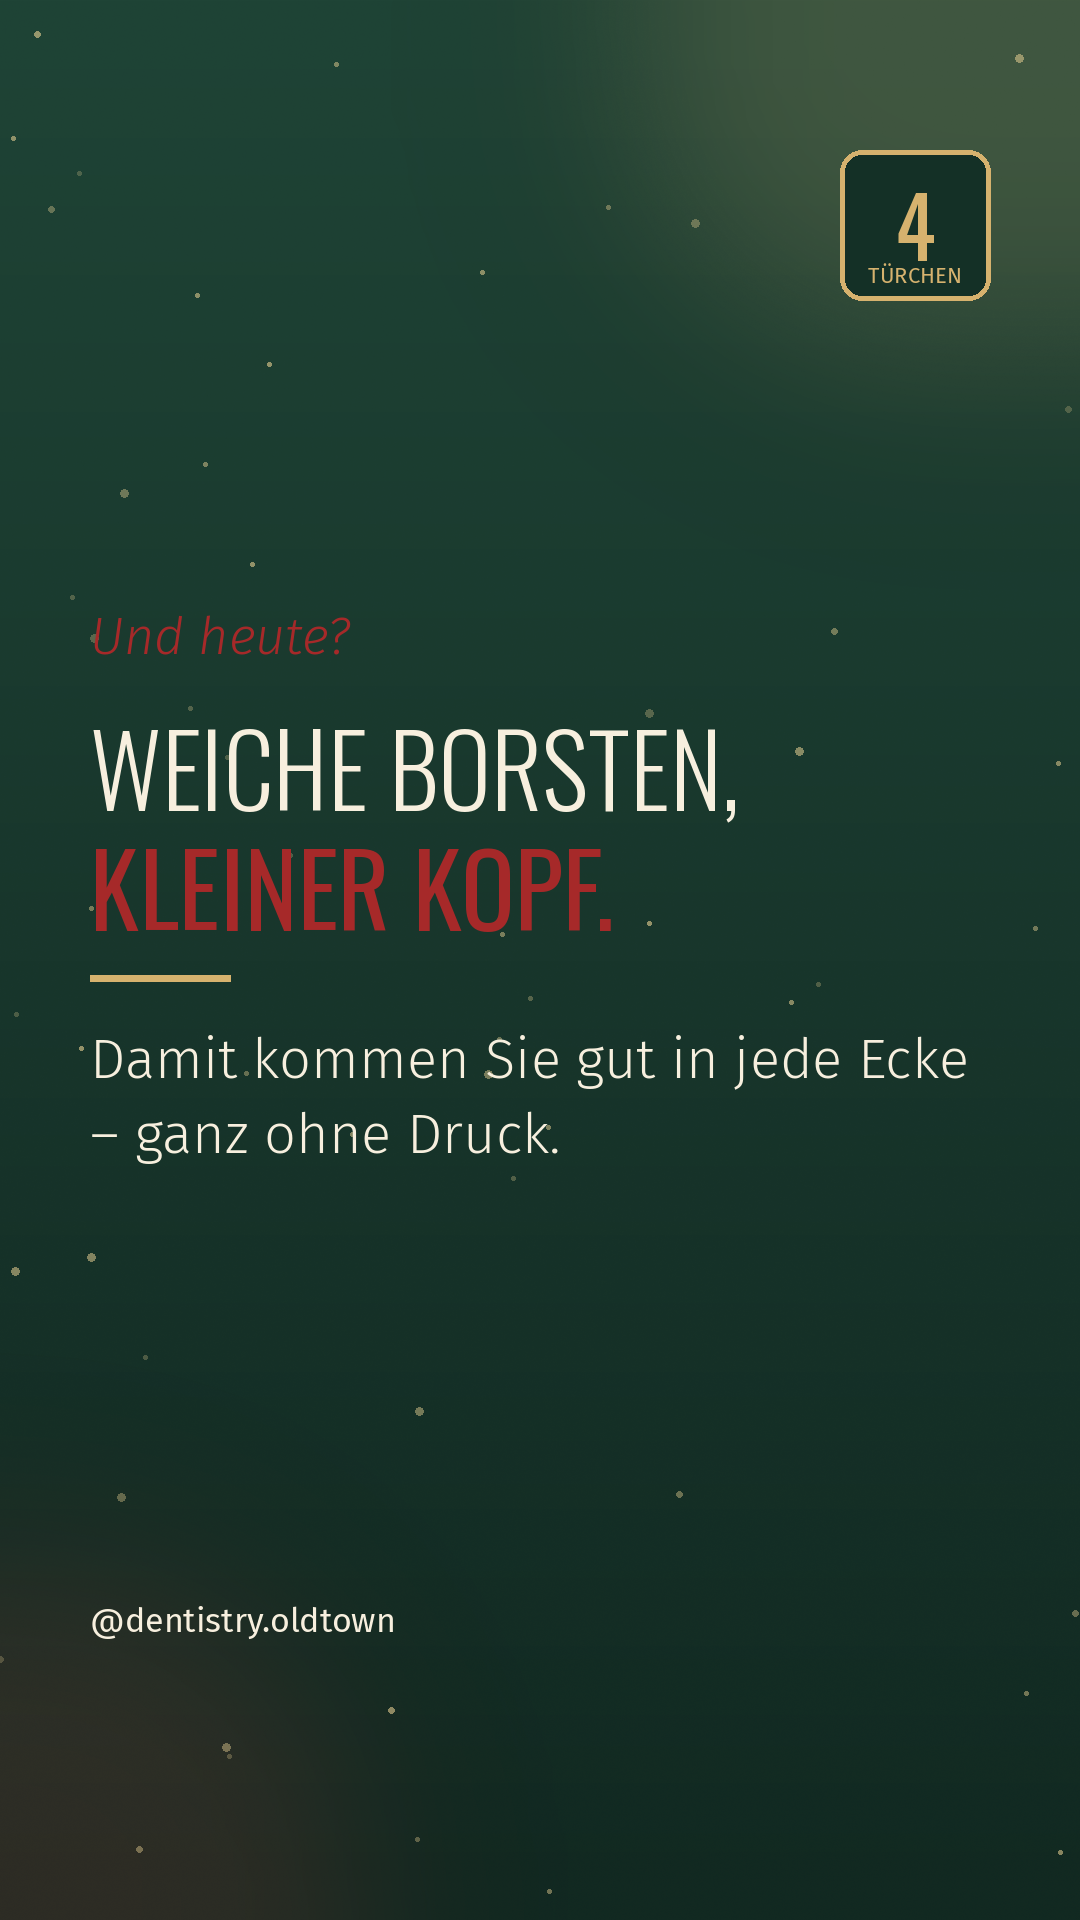 4
TÜRCHEN
Und heute?
WEICHE BORSTEN,
KLEINER KOPF.
Damit kommen Sie gut in jede Ecke
– ganz ohne Druck.
@dentistry.oldtown